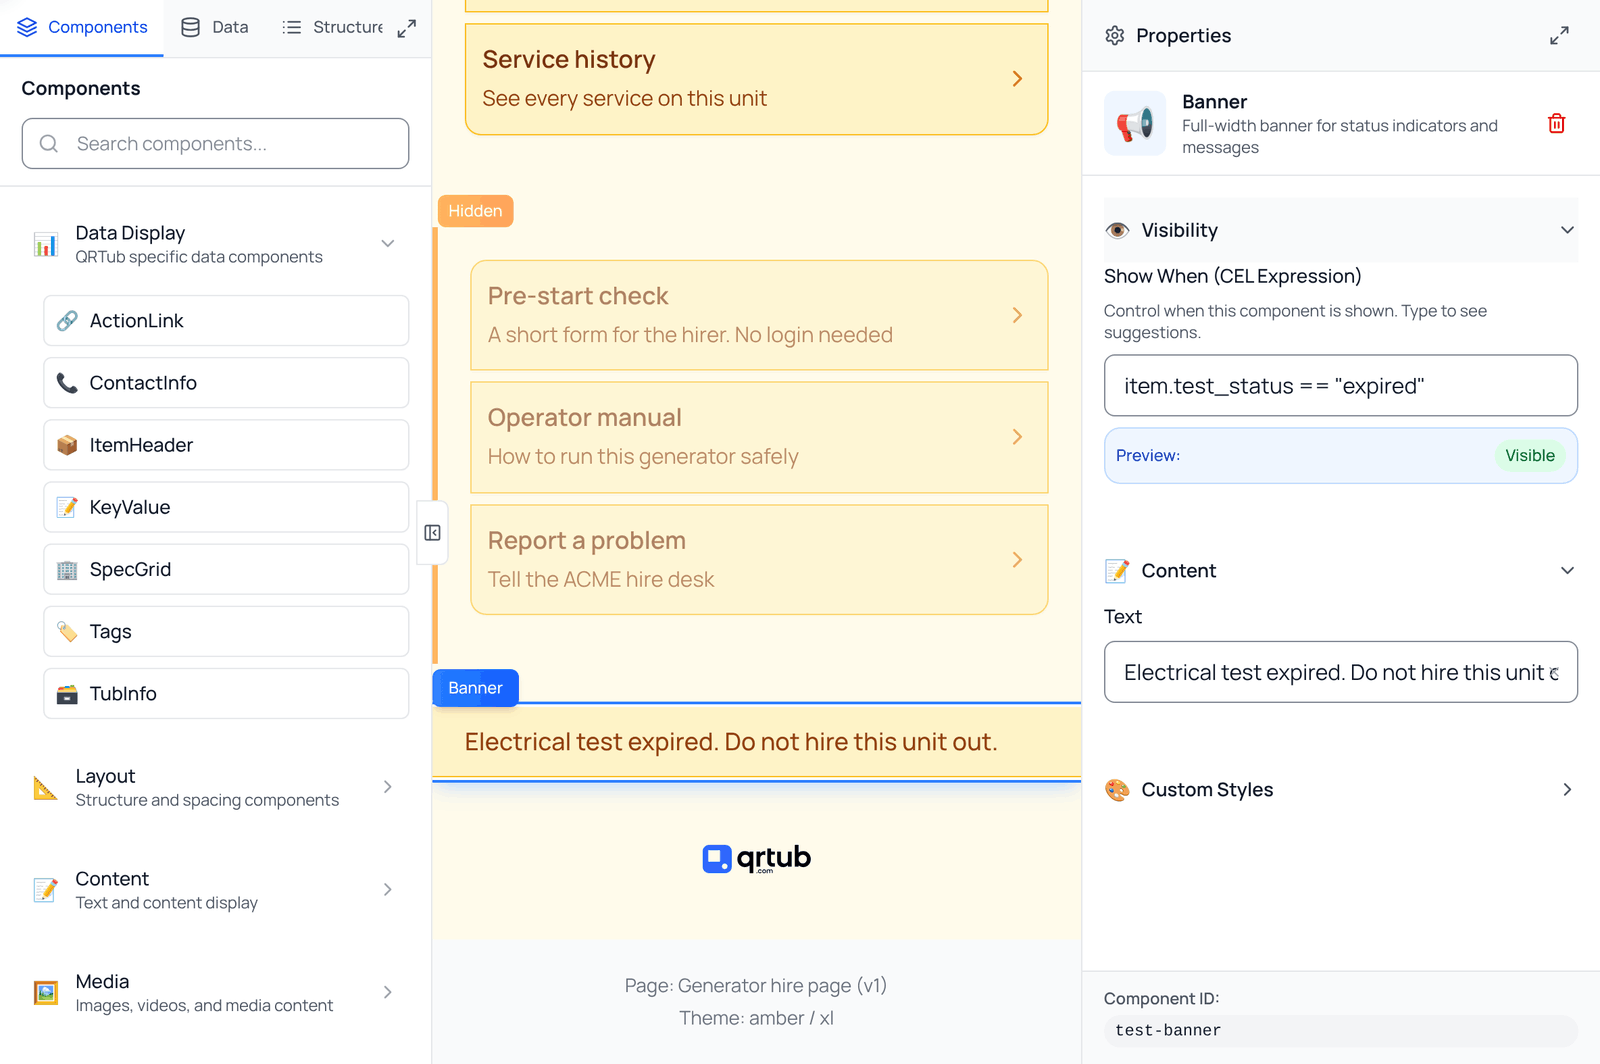 Components
Data
Structure
Components
Search components...
Data Display
QRTub specific data components
ActionLink
ContactInfo
ItemHeader
KeyValue
SpecGrid
Tags
TubInfo
Layout
Structure and spacing components
Content
Text and content display
Media
Images, videos, and media content
Service history
See every service on this unit
Hidden
Pre-start check
A short form for the hirer. No login needed
Operator manual
How to run this generator safely
Report a problem
Tell the ACME hire desk
Banner
Electrical test expired. Do not hire this unit out.
qrtub
.com
Page: Generator hire page (v1)
Theme: amber / xl
Properties
Banner
Full-width banner for status indicators and
messages
Visibility
Show When (CEL Expression)
Control when this component is shown. Type to see
suggestions.
item.test_status == "expired"
Preview:
Visible
Content
Text
Electrical test expired. Do not hire this unit
Custom Styles
Component ID:
test-banner